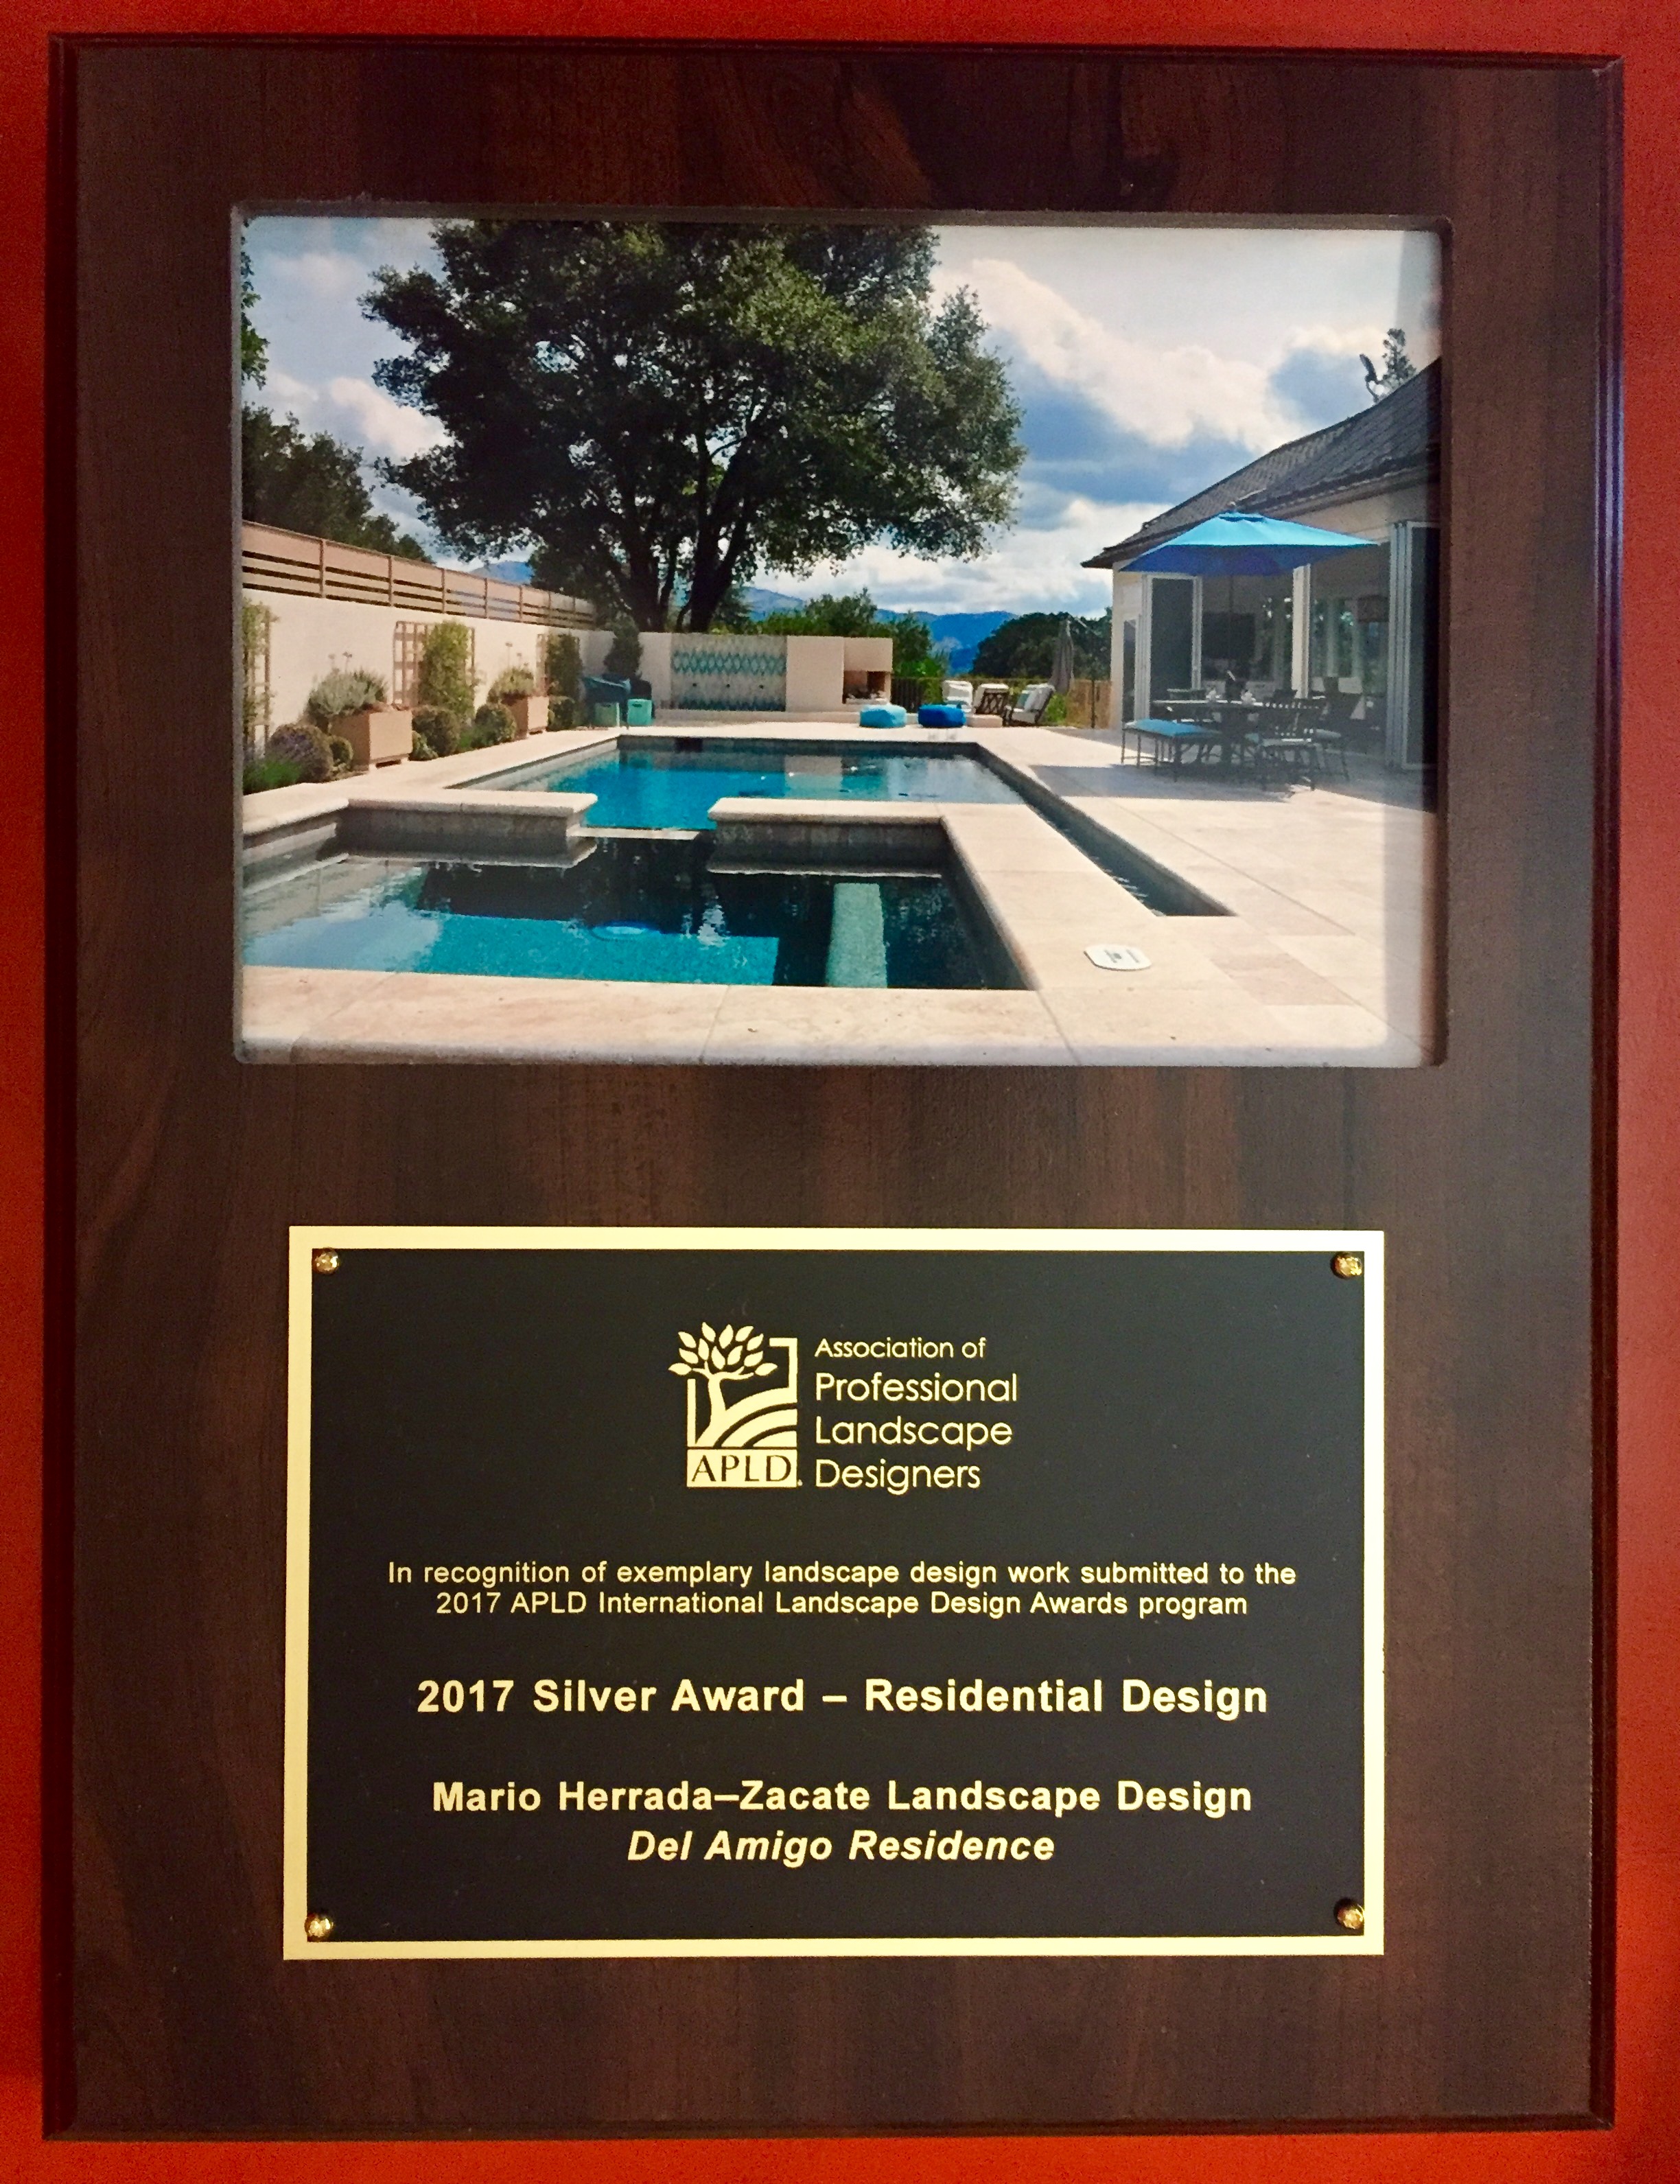 Association of
Professional
Landscape
Designers
APLD
In recognition of exemplary landscape design work submitted to the
2017 APLD International Landscape Design Awards program
2017 Silver Award – Residential Design
Mario Herrada–Zacate Landscape Design
Del Amigo Residence